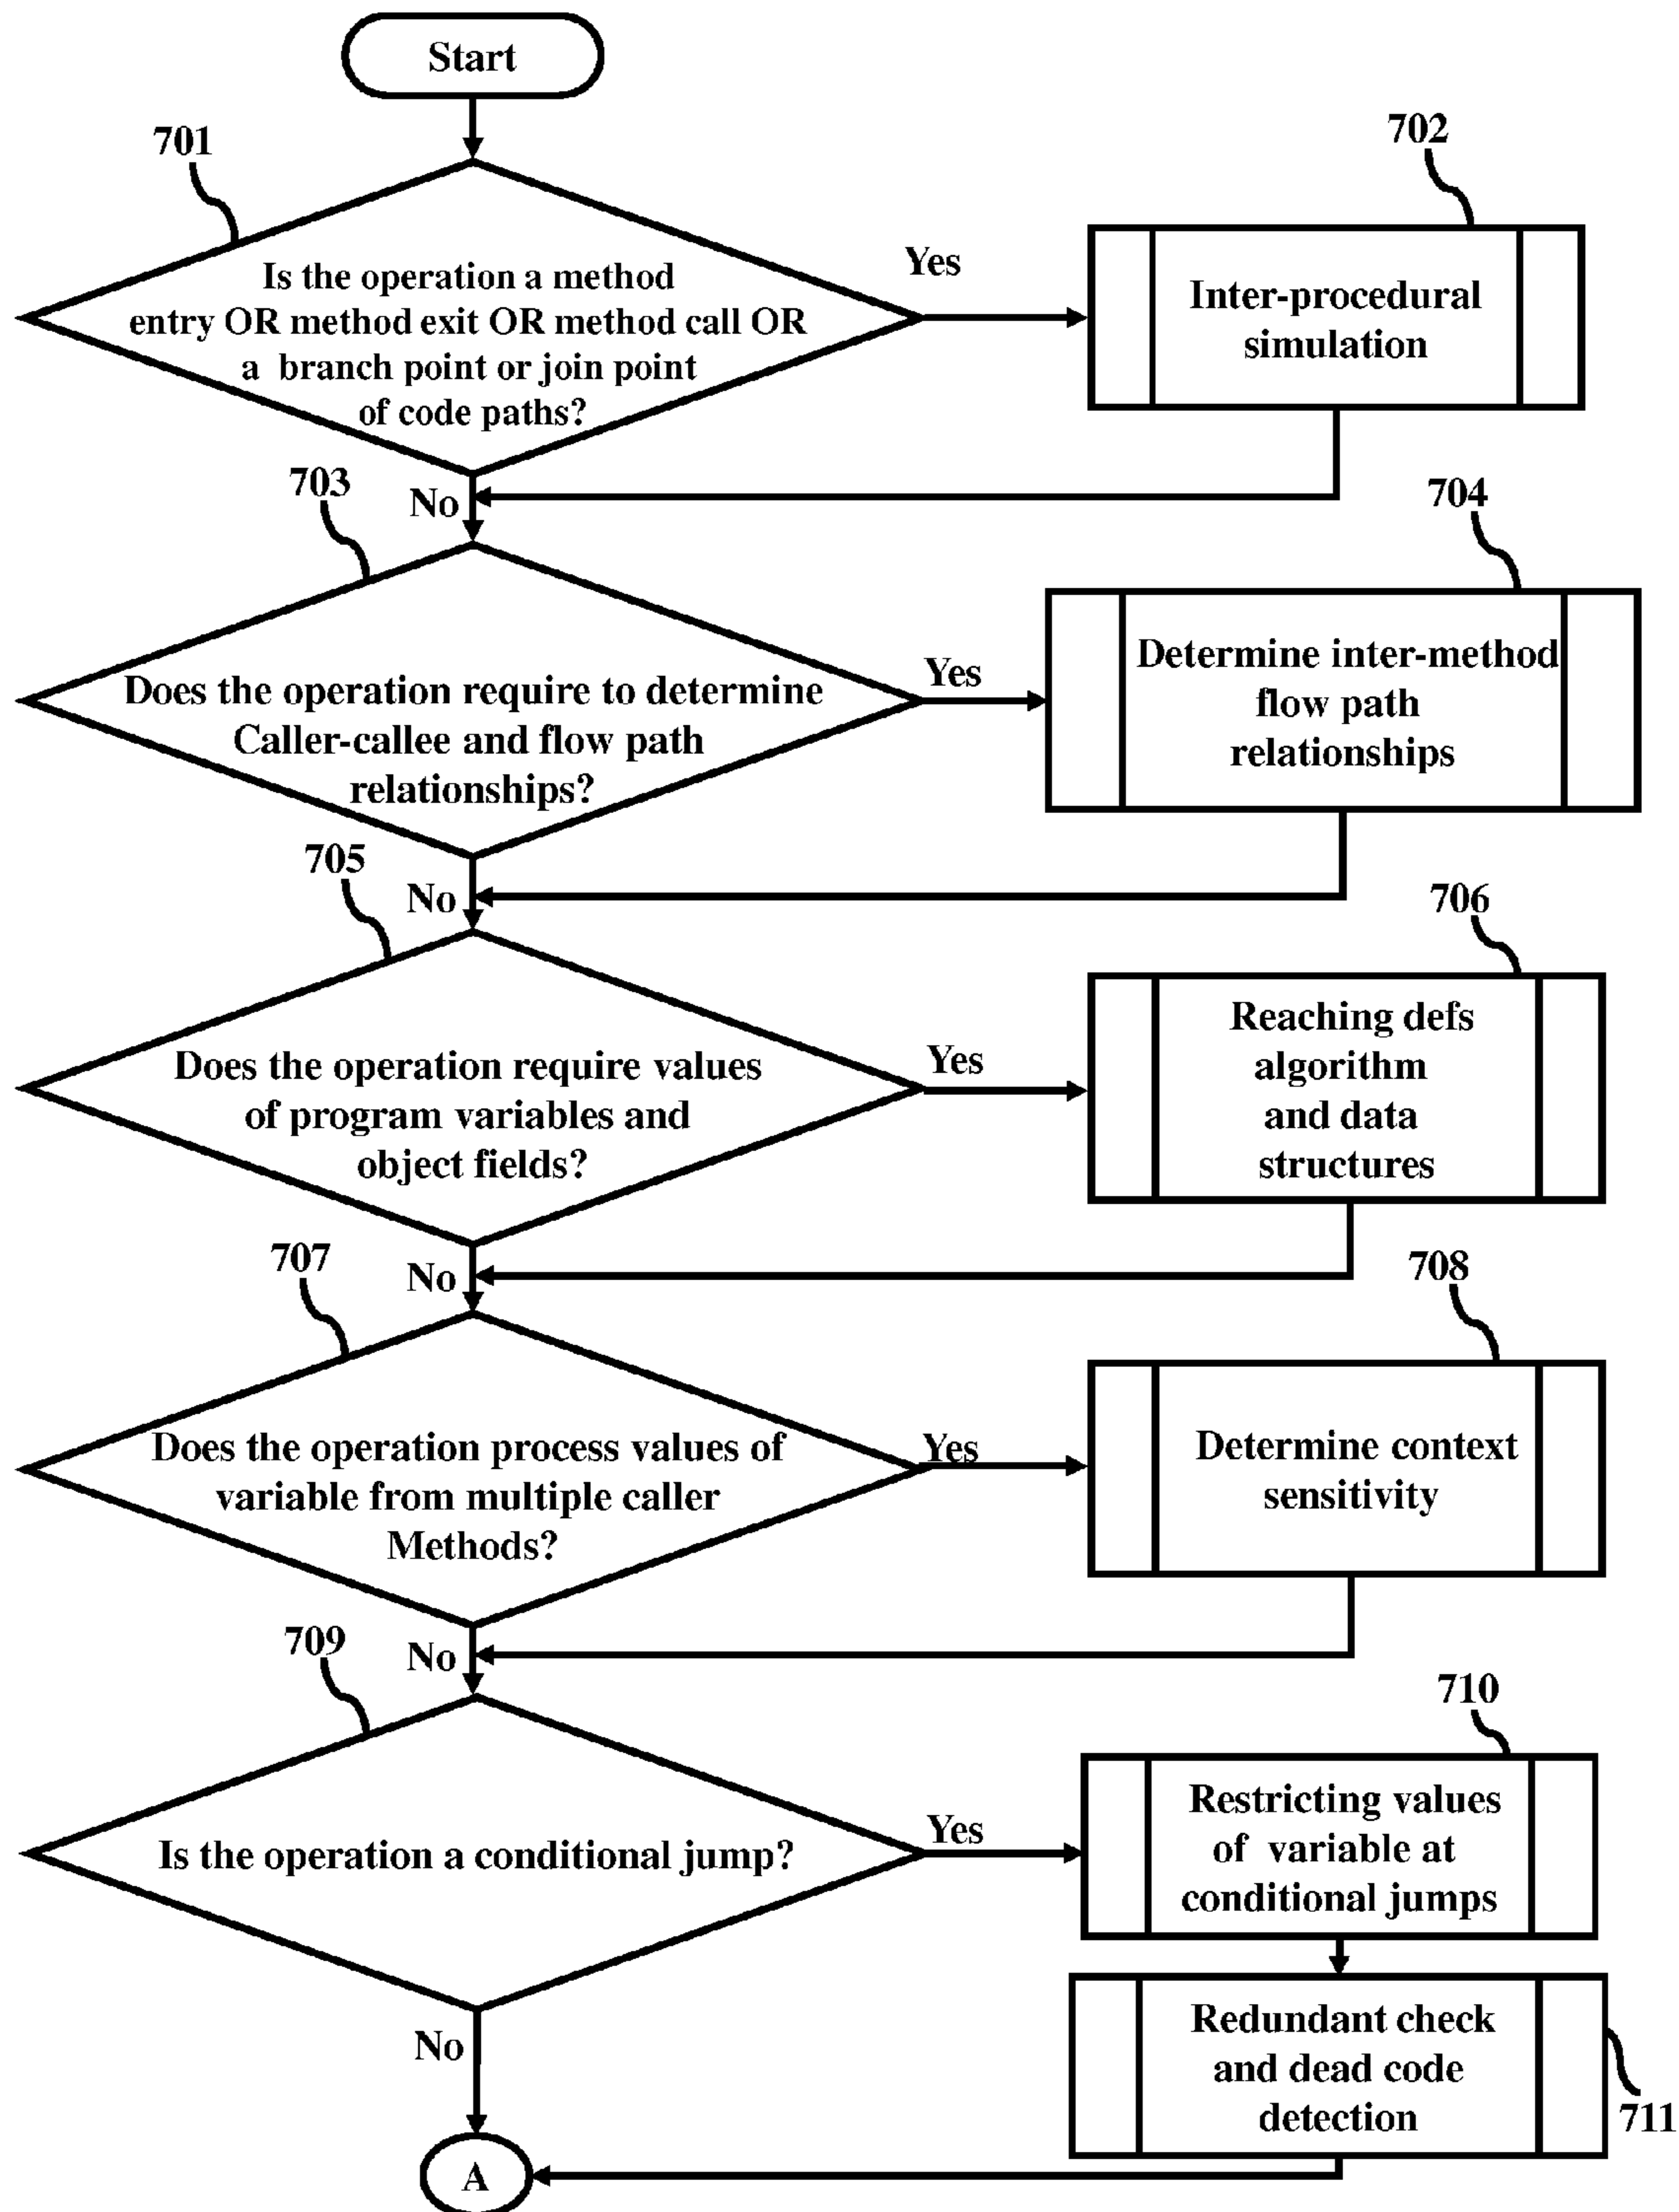 Start
701
702
Is the operation a method
entry OR method exit OR method call OR
a branch point or join point
of code paths?
Yes
Inter-procedural
simulation
No
703
704
Does the operation require to determine
Caller-callee and flow path
relationships?
Yes
Determine inter-method
flow path
relationships
No
705
706
Does the operation require values
of program variables and
object fields?
Yes
Reaching defs
algorithm
and data
structures
No
707
708
Does the operation process values of
variable from multiple caller
Methods?
Yes
Determine context
sensitivity
No
709
710
Is the operation a conditional jump?
Yes
Restricting values
of variable at
conditional jumps
No
Redundant check
and dead code
detection
711
A